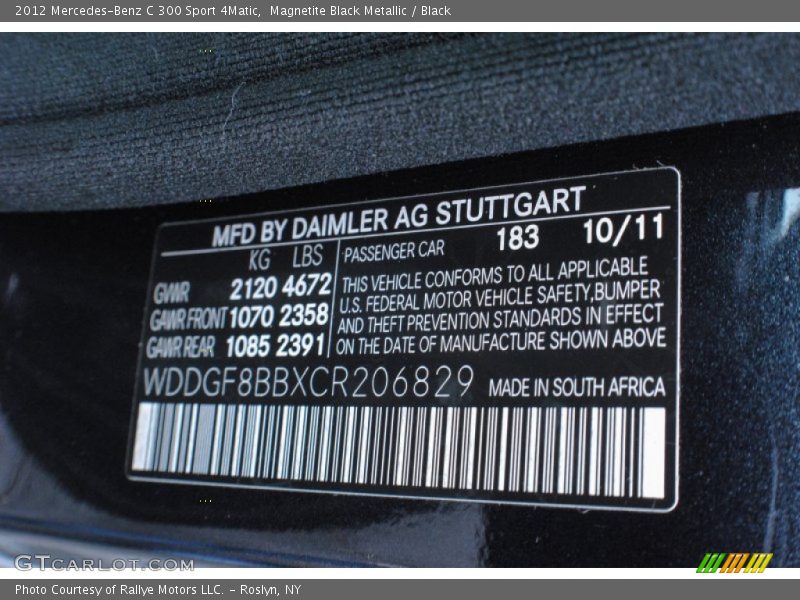 2012 Mercedes-Benz C 300 Sport 4Matic,  Magnetite Black Metallic / Black
MFD BY DAIMLER AG STUTTGART
KG LBS
GWR 2120 4672
GAWR FRONT 1070 2358
GAWR REAR 1085 2391
PASSENGER CAR 183 10/11
THIS VEHICLE CONFORMS TO ALL APPLICABLE
U.S. FEDERAL MOTOR VEHICLE SAFETY, BUMPER
AND THEFT PREVENTION STANDARDS IN EFFECT
ON THE DATE OF MANUFACTURE SHOWN ABOVE
WDDGF8BBXCR206829 MADE IN SOUTH AFRICA
GTCARLOT.COM
Photo Courtesy of Rallye Motors LLC. - Roslyn, NY